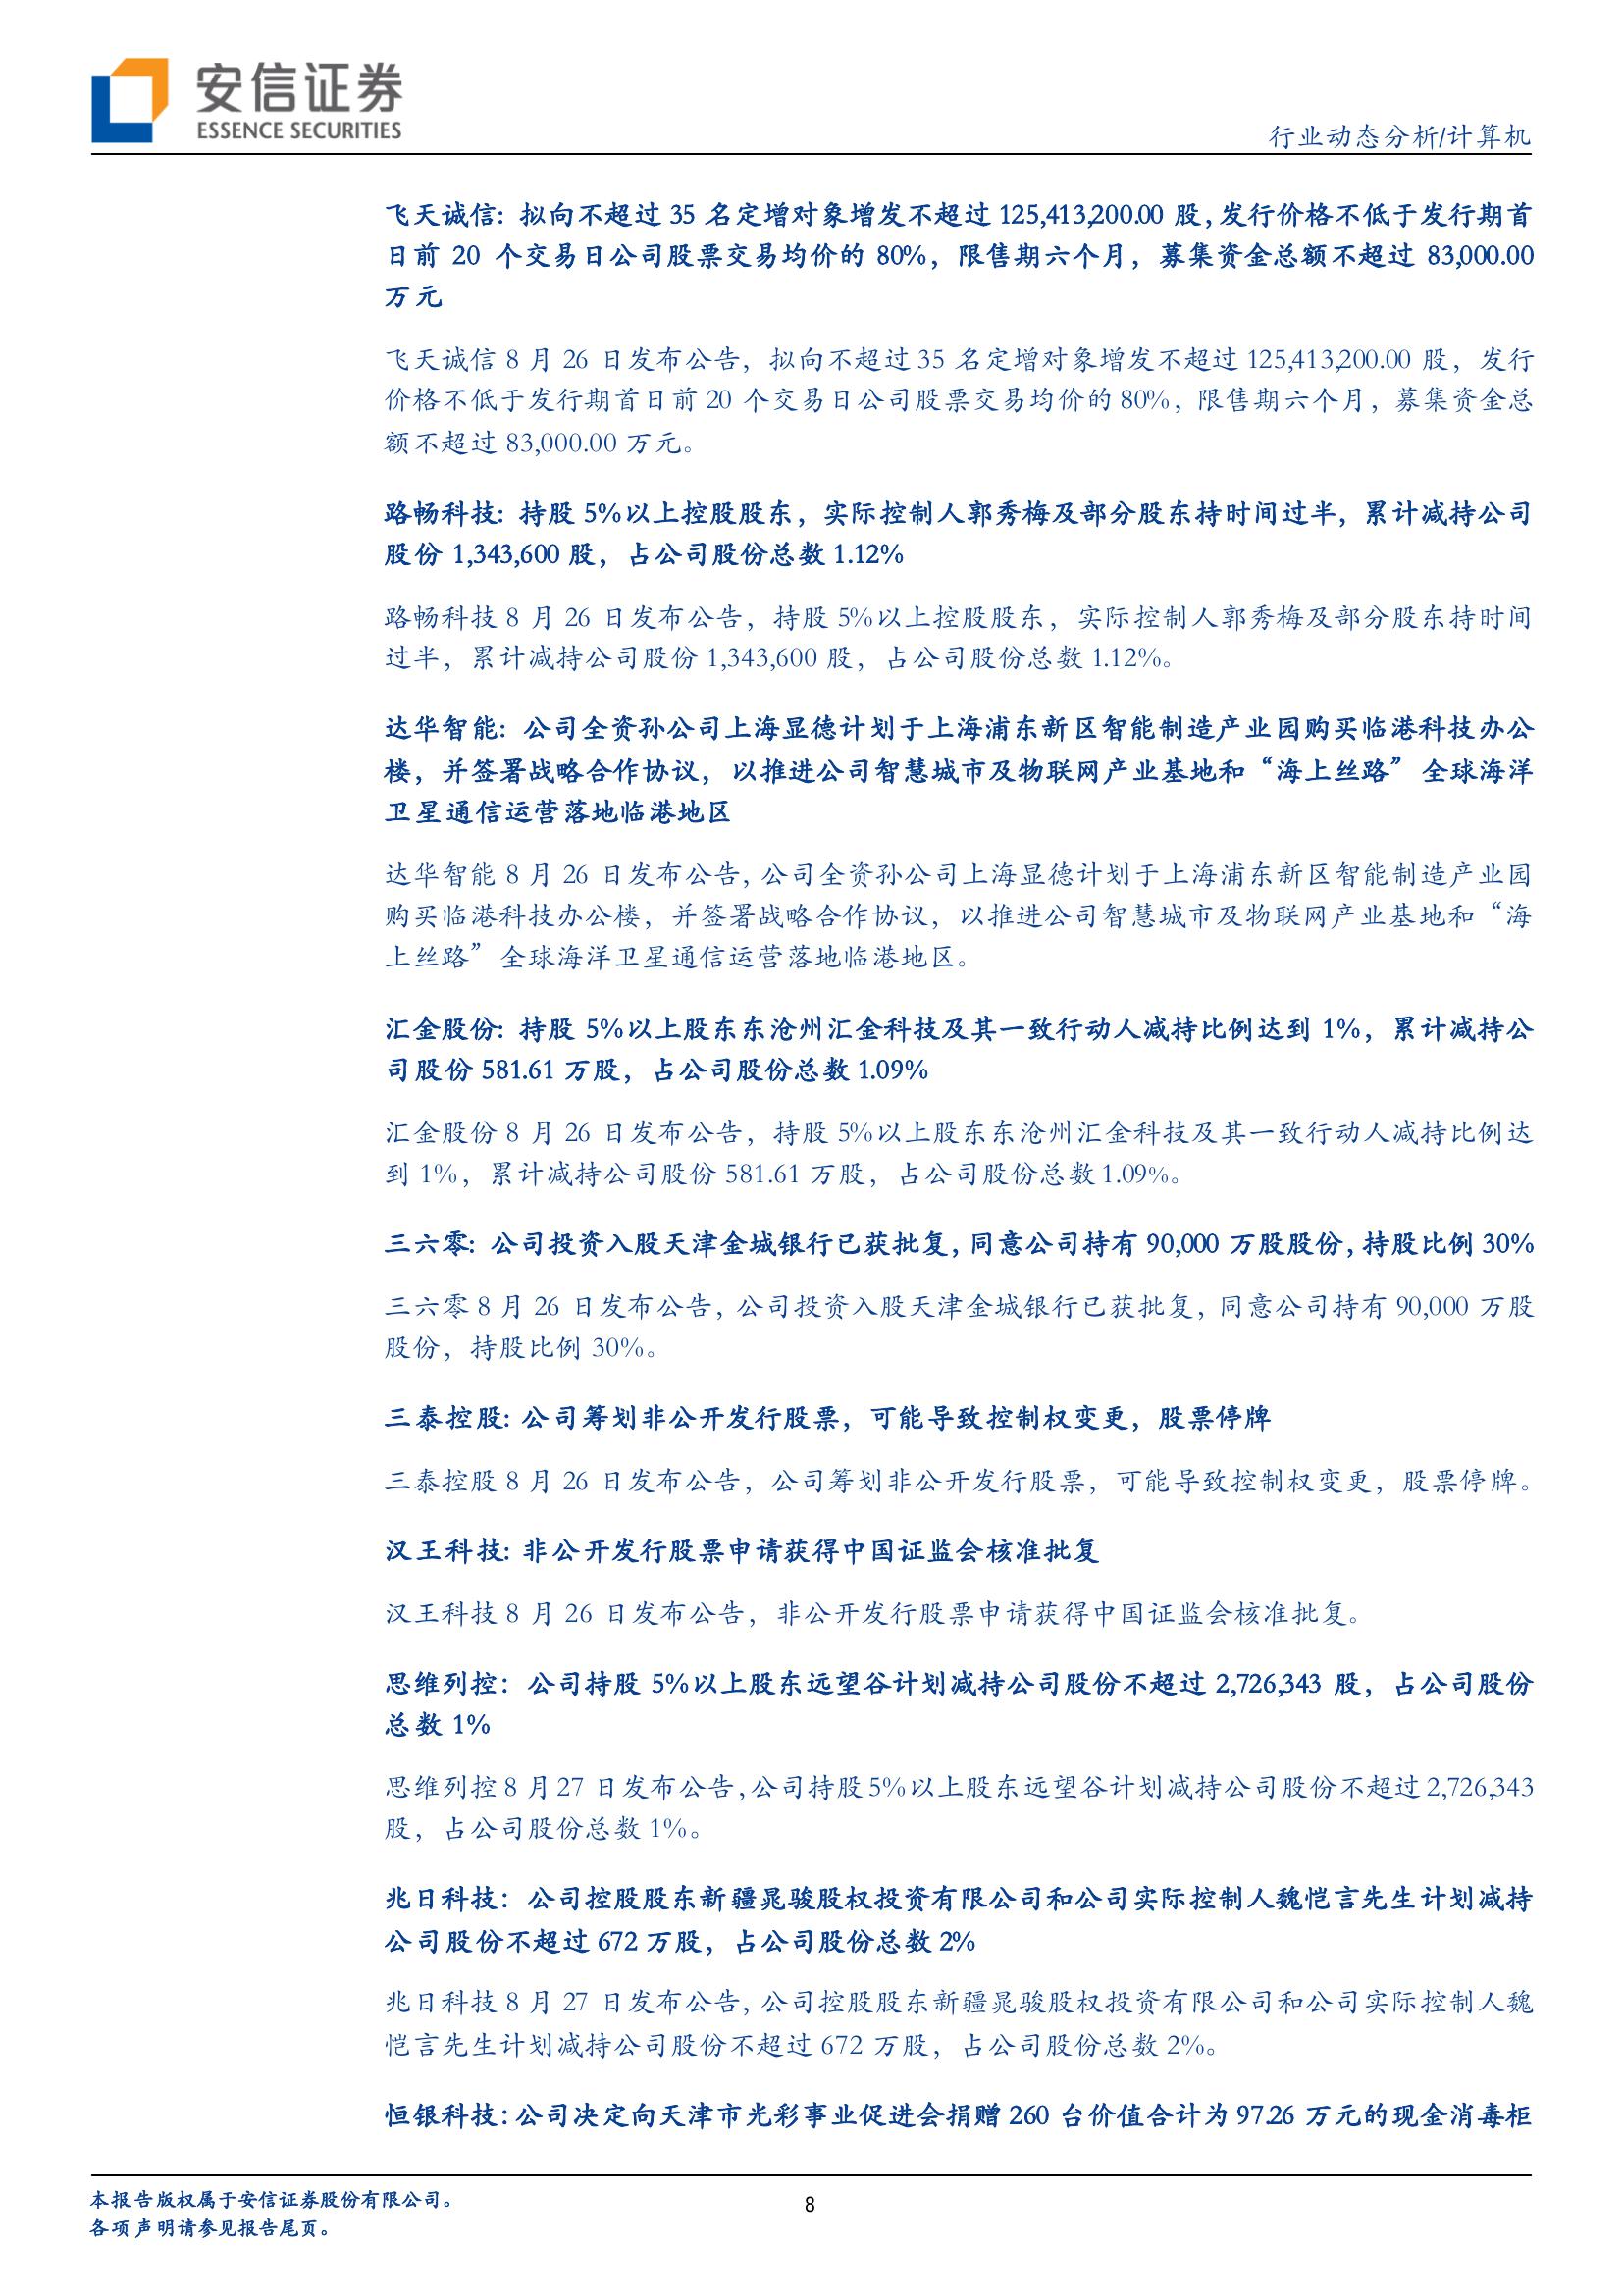 安信证券
ESSENCE SECURITIES
行业动态分析/计算机
飞天诚信：拟向不超过 35 名定增对象增发不超过 125,413,200.00 股，发行价格不低于发行期首
日前 20 个交易日公司股票交易均价的 80%，限售期六个月，募集资金总额不超过 83,000.00
万元
飞天诚信 8 月 26 日发布公告，拟向不超过 35 名定增对象增发不超过 125,413,200.00 股，发行
价格不低于发行期首日前 20 个交易日公司股票交易均价的 80%，限售期六个月，募集资金总
额不超过 83,000.00 万元。
路畅科技：持股 5%以上控股股东，实际控制人郭秀梅及部分股东持时间过半，累计减持公司
股份 1,343,600 股，占公司股份总数 1.12%
路畅科技 8 月 26 日发布公告，持股 5%以上控股股东，实际控制人郭秀梅及部分股东持时间
过半，累计减持公司股份 1,343,600 股，占公司股份总数 1.12%。
达华智能：公司全资孙公司上海显德计划于上海浦东新区智能制造产业园购买临港科技办公
楼，并签署战略合作协议，以推进公司智慧城市及物联网产业基地和“海上丝路”全球海洋
卫星通信运营落地临港地区
达华智能 8 月 26 日发布公告，公司全资孙公司上海显德计划于上海浦东新区智能制造产业园
购买临港科技办公楼，并签署战略合作协议，以推进公司智慧城市及物联网产业基地和“海
上丝路”全球海洋卫星通信运营落地临港地区。
汇金股份：持股 5%以上股东东沧州汇金科技及其一致行动人减持比例达到 1%，累计减持公
司股份 581.61 万股，占公司股份总数 1.09%
汇金股份 8 月 26 日发布公告，持股 5%以上股东东沧州汇金科技及其一致行动人减持比例达
到 1%，累计减持公司股份 581.61 万股，占公司股份总数 1.09%。
三六零：公司投资入股天津金城银行已获批复，同意公司持有 90,000 万股股份，持股比例 30%
三六零 8 月 26 日发布公告，公司投资入股天津金城银行已获批复，同意公司持有 90,000 万股
股份，持股比例 30%。
三泰控股：公司筹划非公开发行股票，可能导致控制权变更，股票停牌
三泰控股 8 月 26 日发布公告，公司筹划非公开发行股票，可能导致控制权变更，股票停牌。
汉王科技：非公开发行股票申请获得中国证监会核准批复
汉王科技 8 月 26 日发布公告，非公开发行股票申请获得中国证监会核准批复。
思维列控：公司持股 5%以上股东远望谷计划减持公司股份不超过 2,726,343 股，占公司股份
总数 1%
思维列控 8 月 27 日发布公告，公司持股 5%以上股东远望谷计划减持公司股份不超过 2,726,343
股，占公司股份总数 1%。
兆日科技：公司控股股东新疆晁骏股权投资有限公司和公司实际控制人魏恺言先生计划减持
公司股份不超过 672 万股，占公司股份总数 2%
兆日科技 8 月 27 日发布公告，公司控股股东新疆晁骏股权投资有限公司和公司实际控制人魏
恺言先生计划减持公司股份不超过 672 万股，占公司股份总数 2%。
恒银科技：公司决定向天津市光彩事业促进会捐赠 260 台价值合计为 97.26 万元的现金消毒柜
本报告版权属于安信证券股份有限公司。
8
各项声明请参见报告尾页。